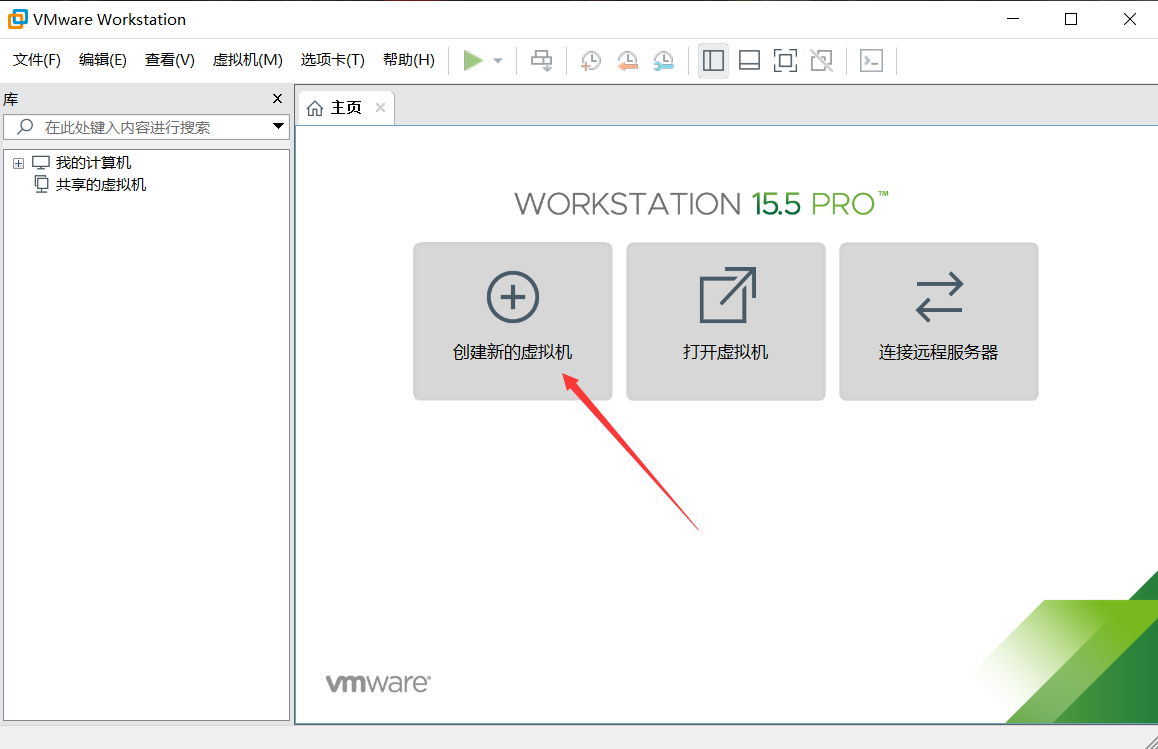 VMware Workstation
文件(F) 编辑(E) 查看(V) 虚拟机(M) 选项卡(T) 帮助(H)
库
在此处键入内容进行搜索
我的计算机
共享的虚拟机
主页
WORKSTATION 15.5 PRO™
创建新的虚拟机
打开虚拟机
连接远程服务器
vmware®